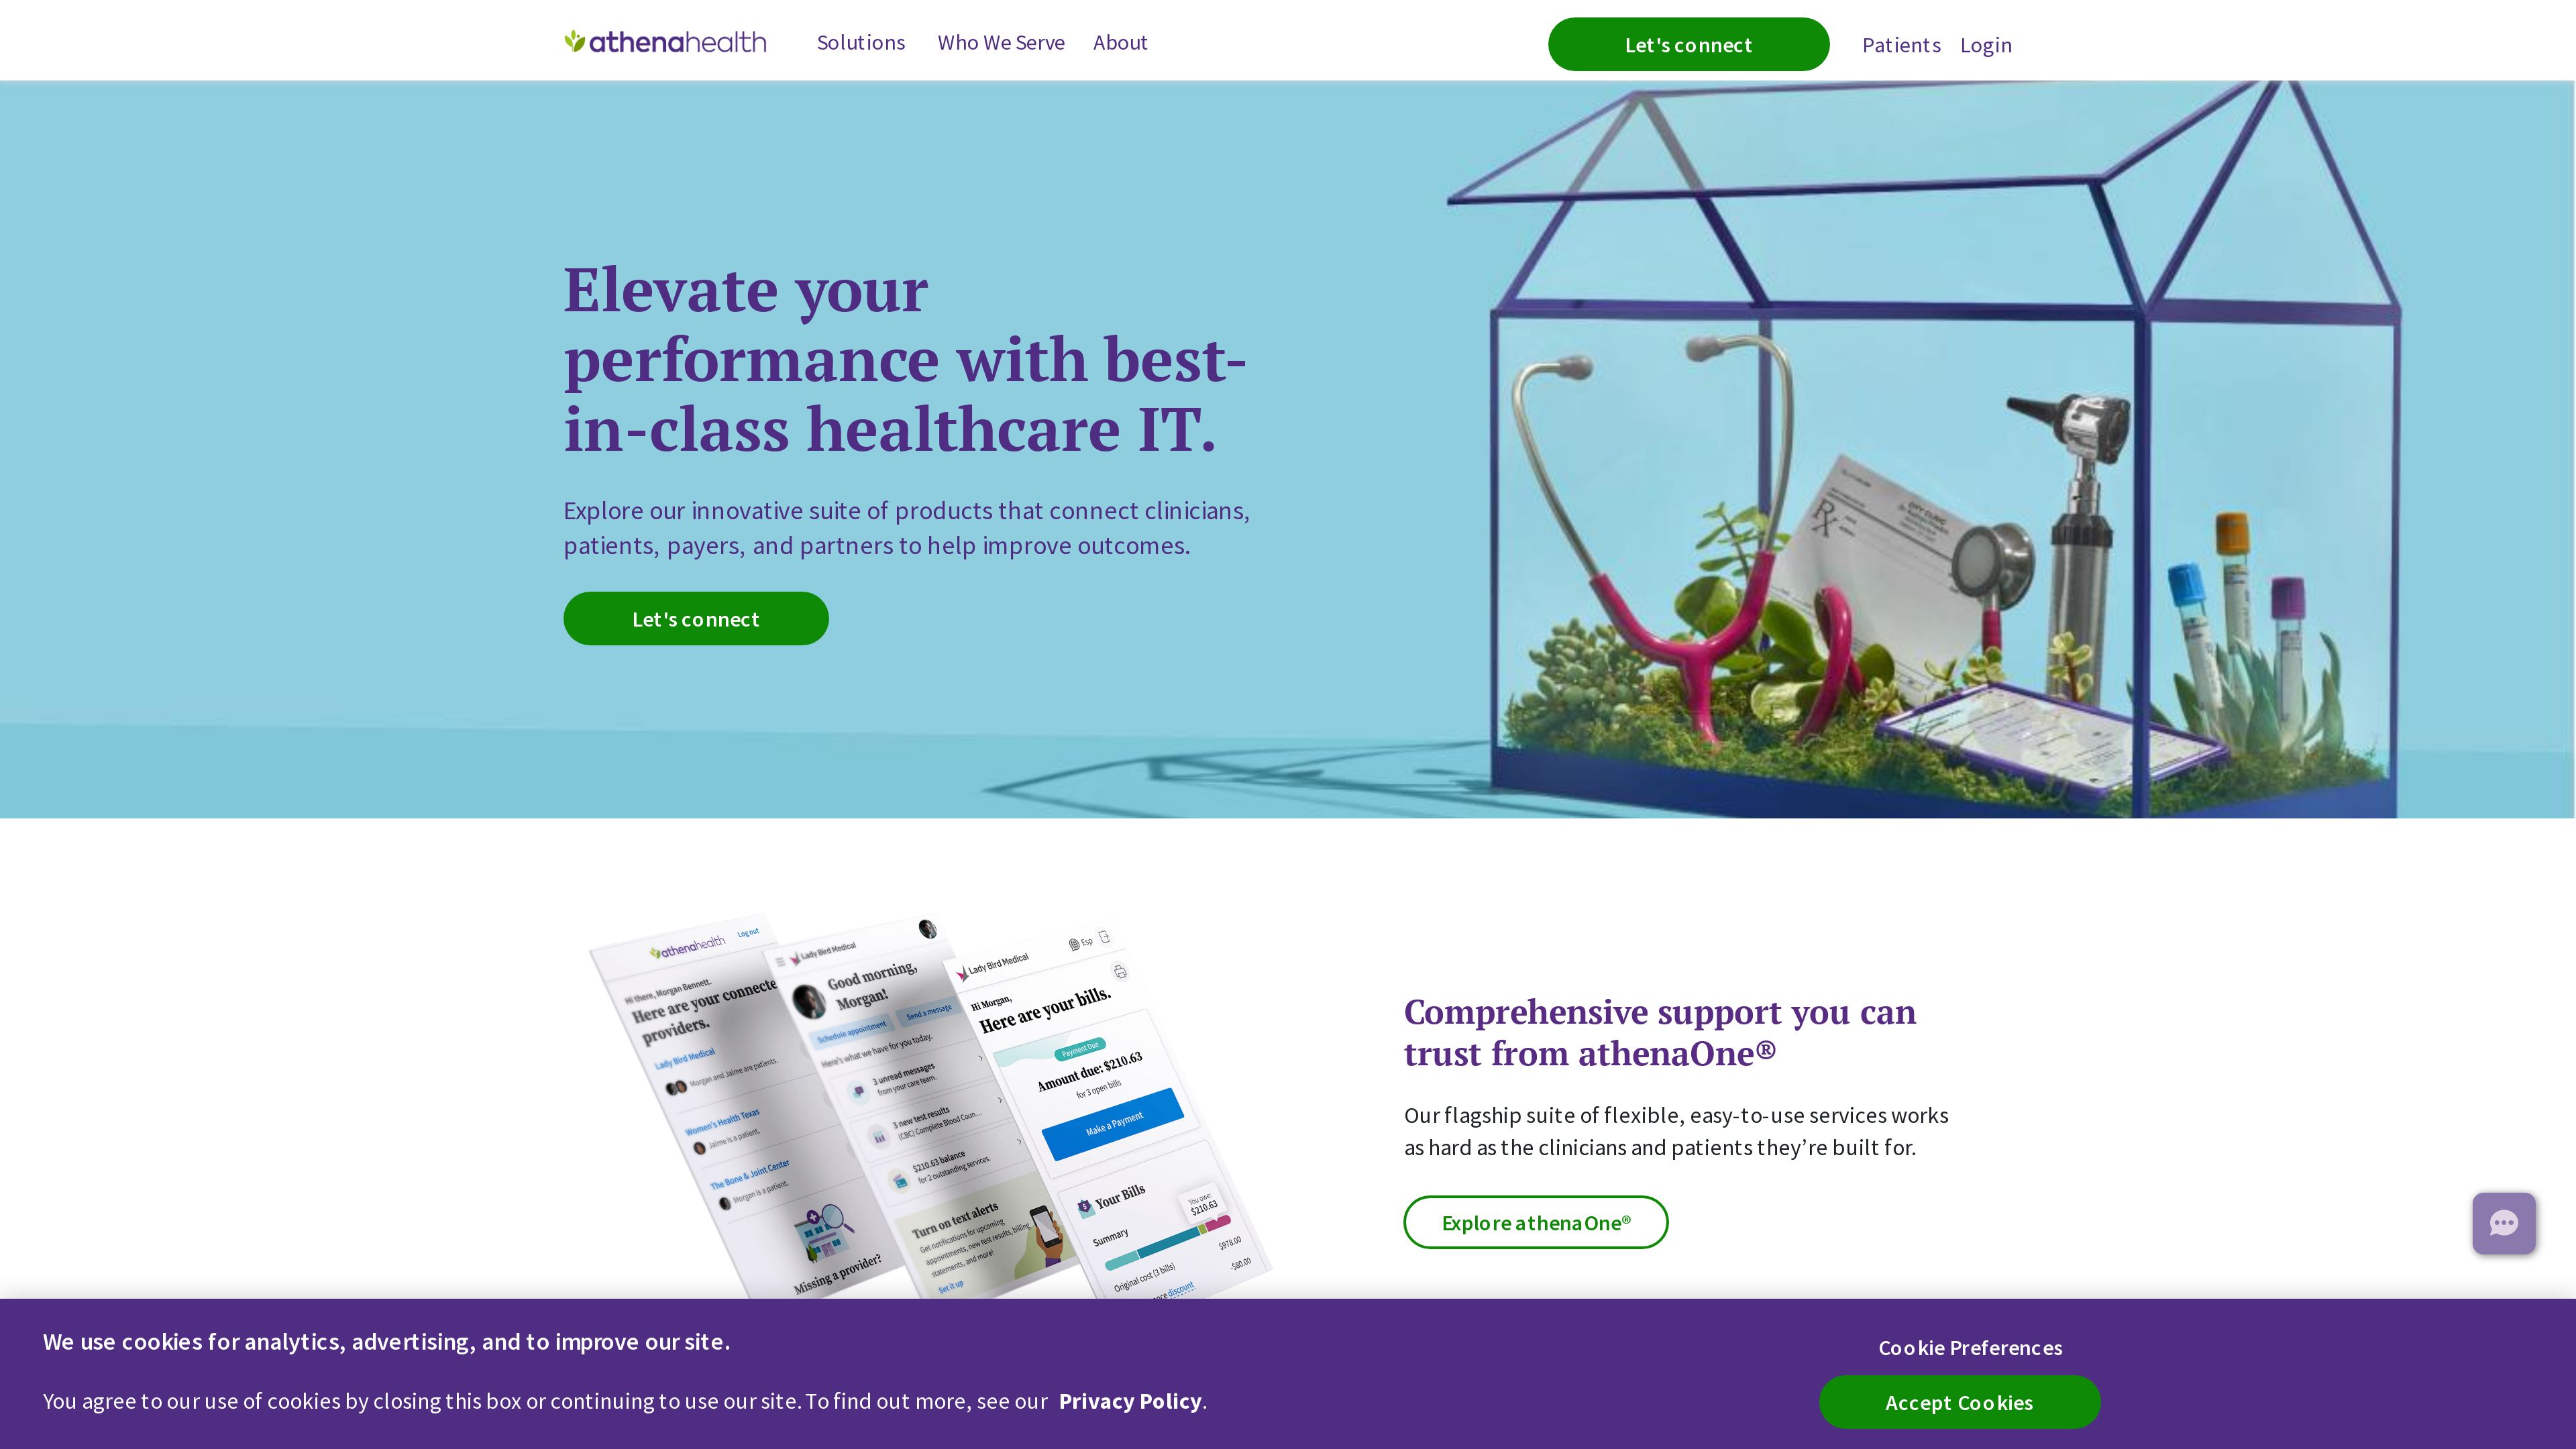 athenahealth
Solutions
Who We Serve
About
Let's connect
Patients
Login
Elevate your
performance with best-
in-class healthcare IT.
Explore our innovative suite of products that connect clinicians,
patients, payers, and partners to help improve outcomes.
Let's connect
athenahealth
Log out
Hi there, Morgan Bennett.
Here are your connecte
providers.
Lady Bird Medical
Morgan and Jaime are patients.
Women's Health Texas
Jaime is a patient.
The Bone & Joint Center
Morgan is a patient.
Missing a provider?
Lady Bird Medical
Good morning,
Morgan!
Schedule appointment
Send a message
Here's what we have for you today.
3 unread messages
from your care team.
3 new test results
(CBC) Complete Blood Coun...
$210.63 balance
for 2 outstanding services.
Turn on text alerts
Get notifications for upcoming
appointments, new test results, billing
statements, and more!
Set it up
Lady Bird Medical
Esp
Hi Morgan,
Here are your bills.
Payment Due
Amount due: $210.63
for 3 open bills
Make a Payment
Your Bills
You owe:
$210.63
Summary
Original cost (3 bills)
$978.00
discount
-$80.00
Comprehensive support you can
trust from athenaOne®
Our flagship suite of flexible, easy-to-use services works
as hard as the clinicians and patients they’re built for.
Explore athenaOne®
We use cookies for analytics, advertising, and to improve our site.
You agree to our use of cookies by closing this box or continuing to use our site. To find out more, see our Privacy Policy.
Cookie Preferences
Accept Cookies